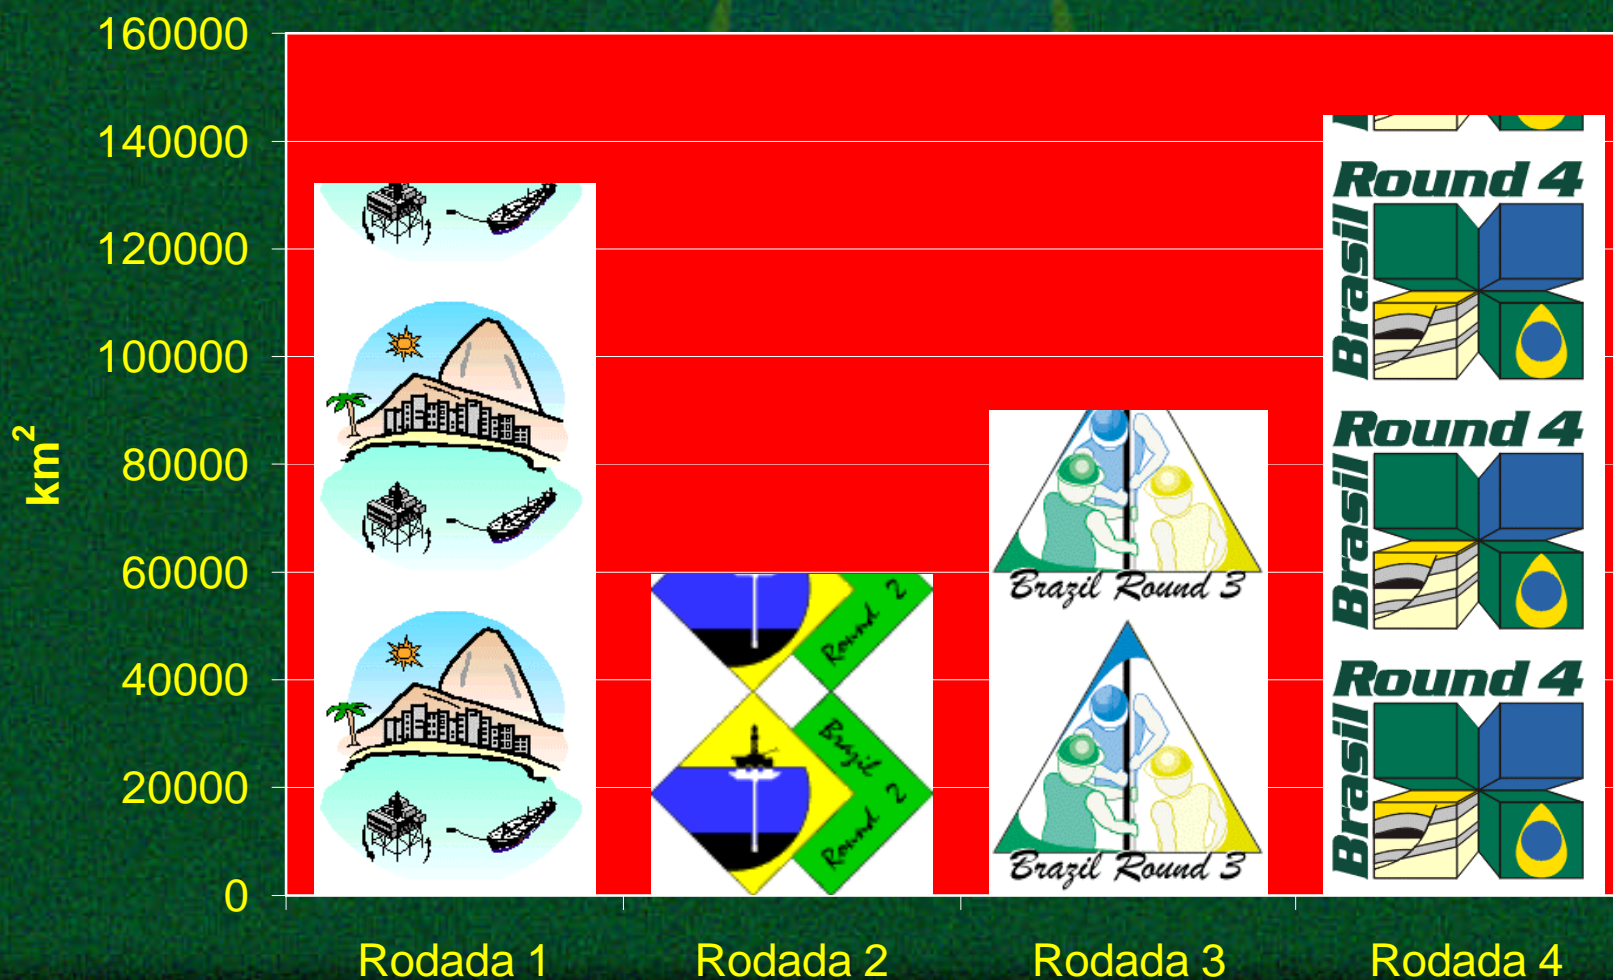 160000
140000
120000
100000
80000
60000
40000
20000
0
km²
Round 2
Brazil
Round 2
Brazil Round 3
Brazil Round 3
Round 4
Brasil
Round 4
Brasil
Round 4
Brasil
Rodada 1
Rodada 2
Rodada 3
Rodada 4